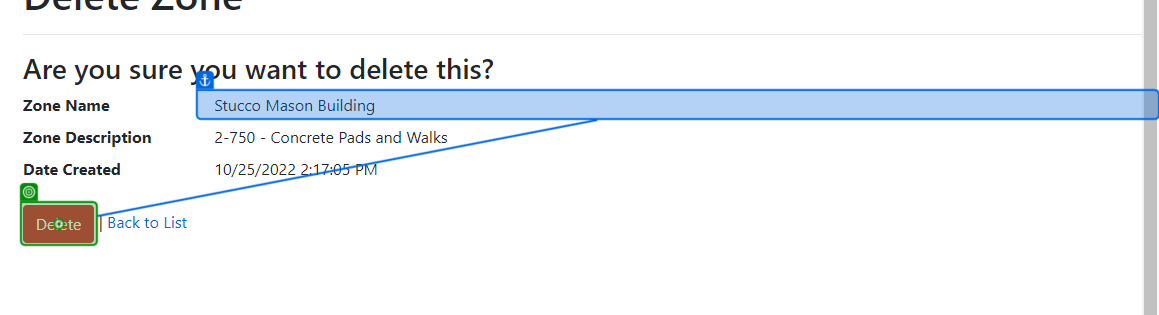 Delete Zone
Are you sure you want to delete this?
Zone Name Stucco Mason Building
Zone Description 2-750 - Concrete Pads and Walks
Date Created 10/25/2022 2:17:05 PM
Delete | Back to List